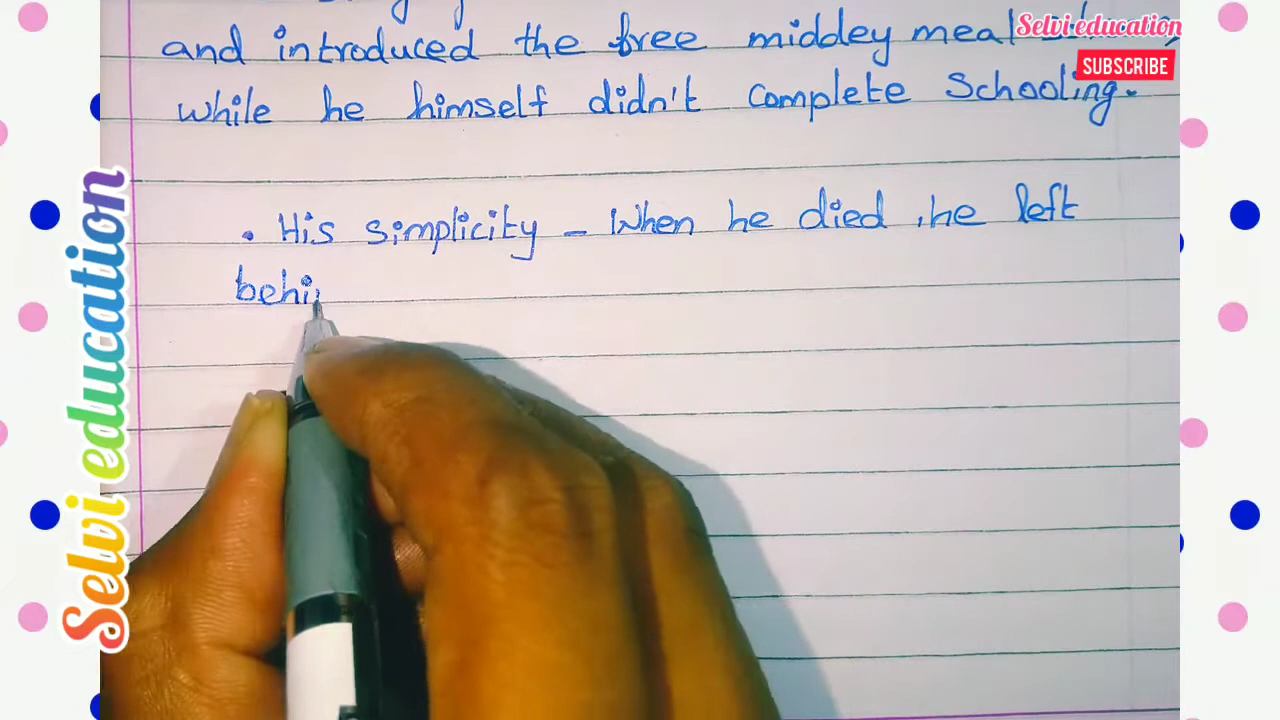 and introduced the free middey meal
while he himself didn't complete schooling.
• His simplicity - When he died, he left
behi
Selvi education
SUBSCRIBE
Selvi education